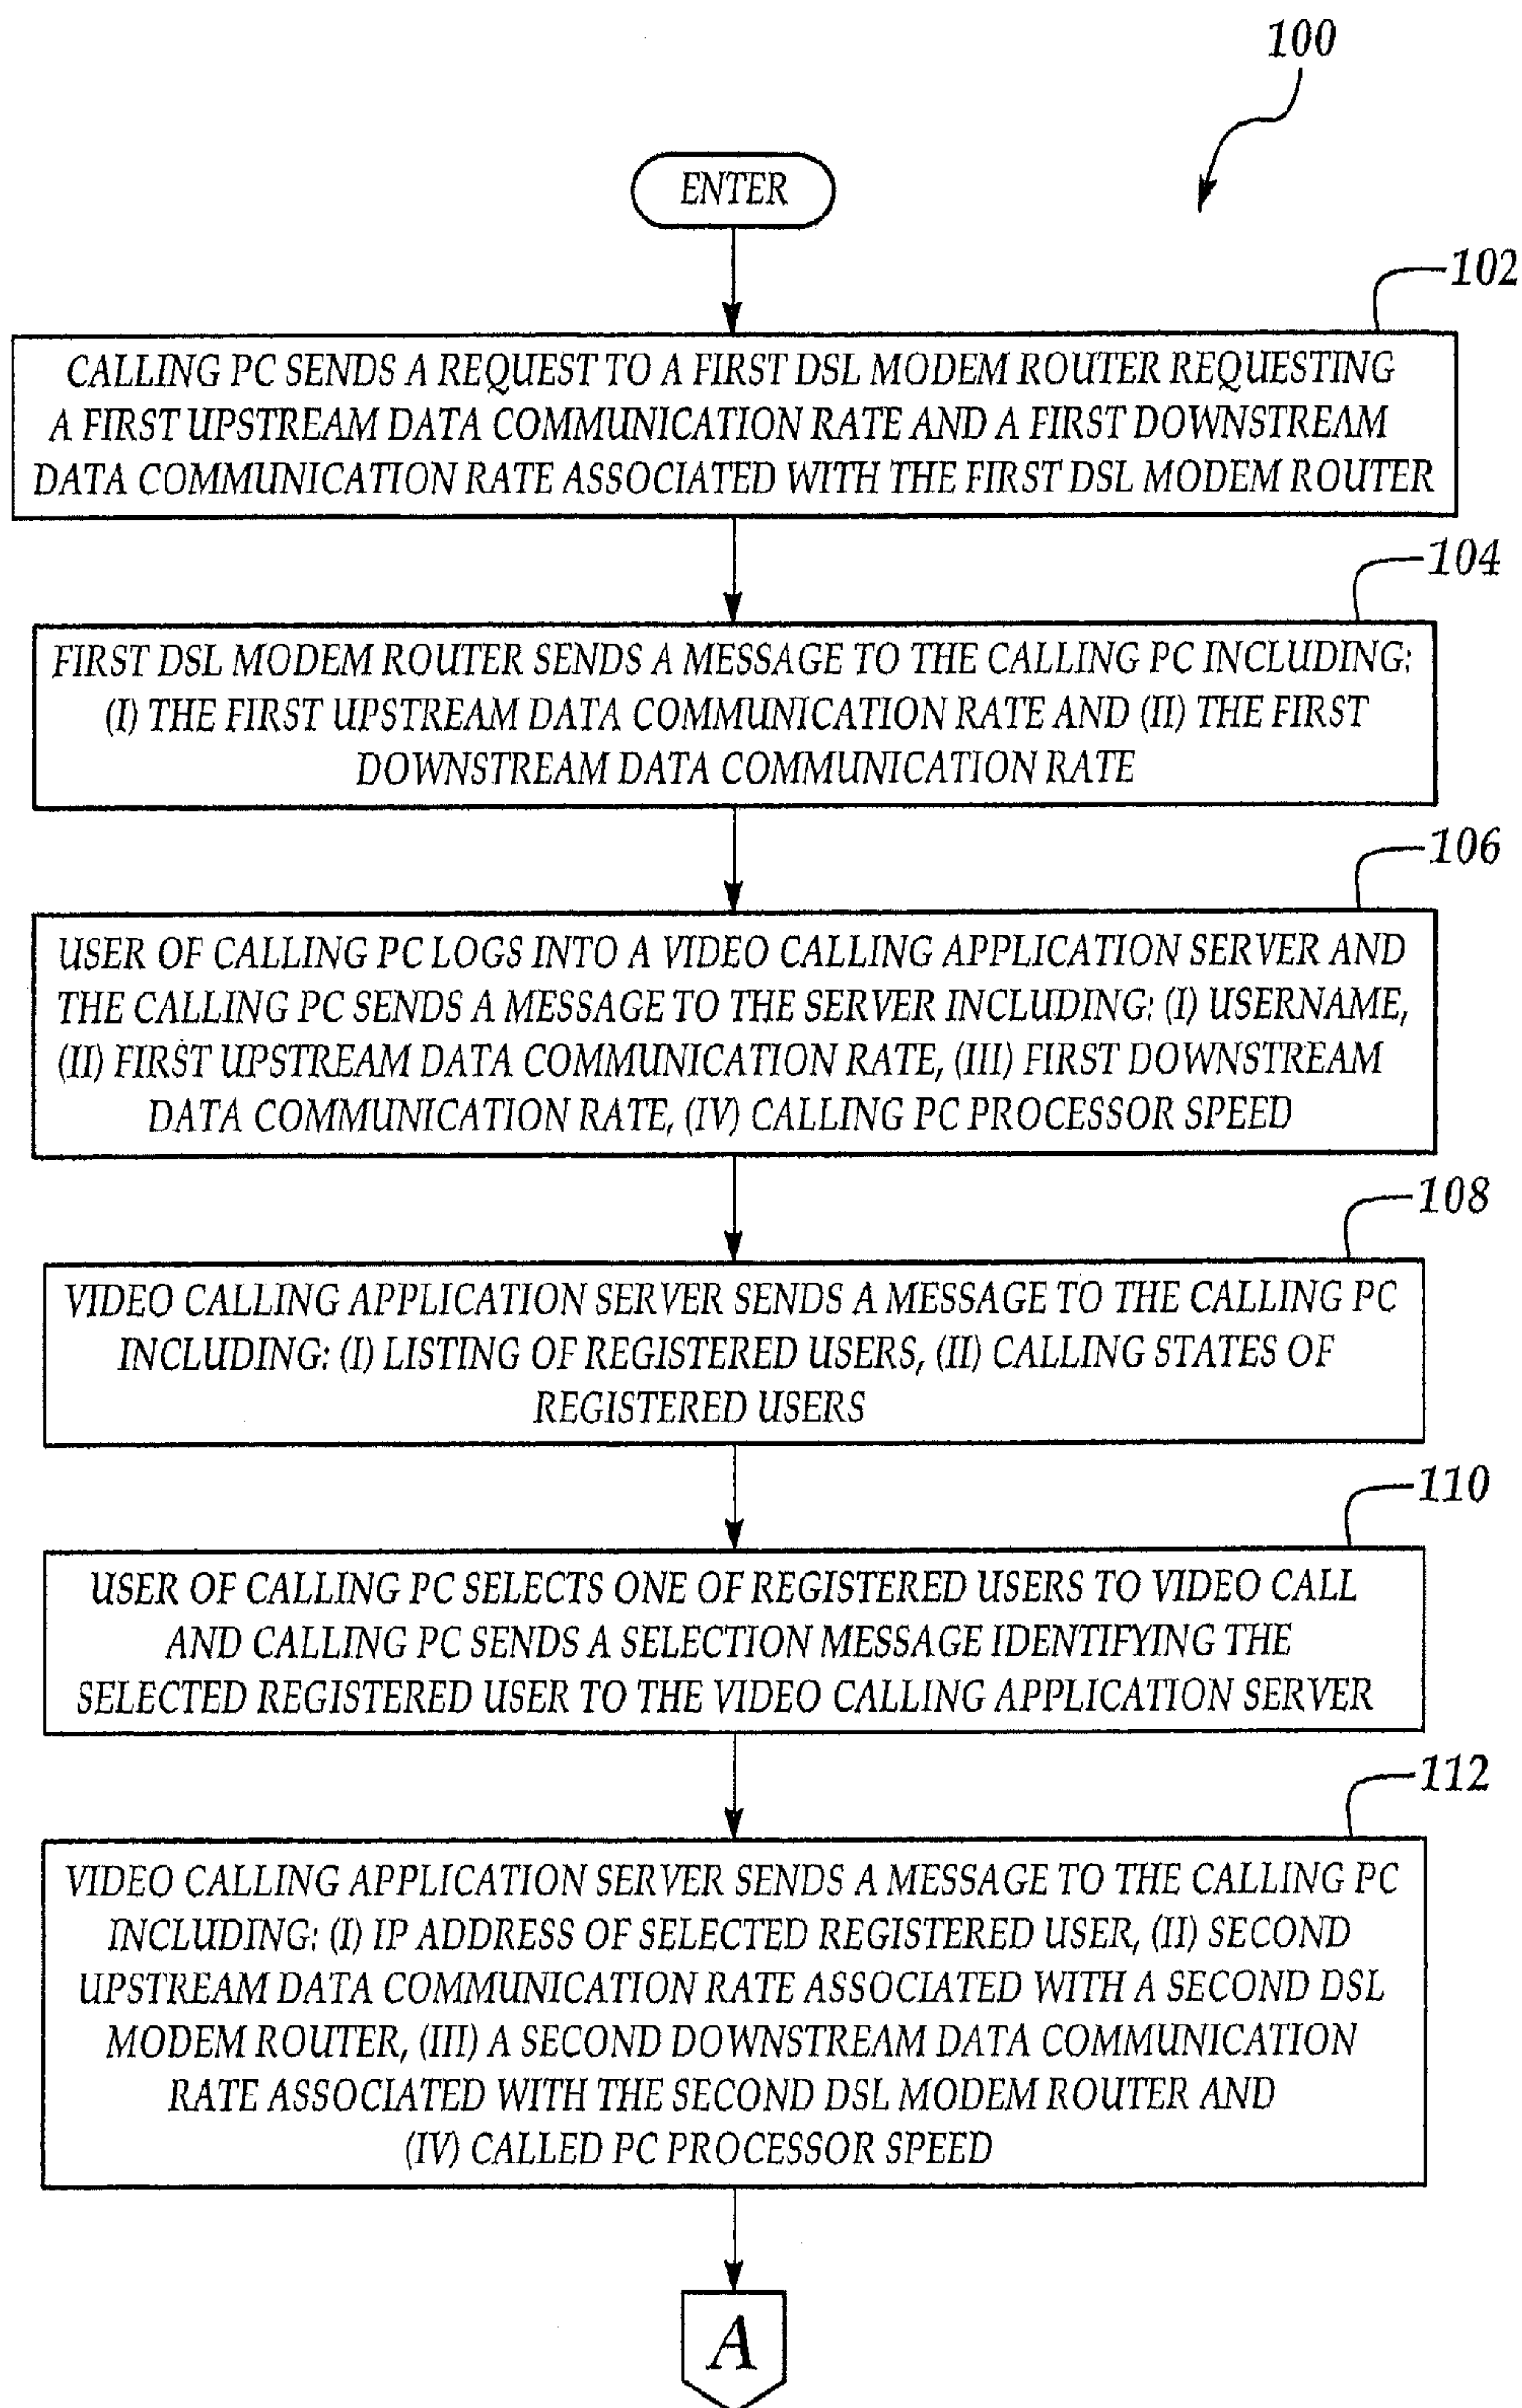 100
ENTER
102
CALLING PC SENDS A REQUEST TO A FIRST DSL MODEM ROUTER REQUESTING
A FIRST UPSTREAM DATA COMMUNICATION RATE AND A FIRST DOWNSTREAM
DATA COMMUNICATION RATE ASSOCIATED WITH THE FIRST DSL MODEM ROUTER
104
FIRST DSL MODEM ROUTER SENDS A MESSAGE TO THE CALLING PC INCLUDING:
(I) THE FIRST UPSTREAM DATA COMMUNICATION RATE AND (II) THE FIRST
DOWNSTREAM DATA COMMUNICATION RATE
106
USER OF CALLING PC LOGS INTO A VIDEO CALLING APPLICATION SERVER AND
THE CALLING PC SENDS A MESSAGE TO THE SERVER INCLUDING: (I) USERNAME,
(II) FIRST UPSTREAM DATA COMMUNICATION RATE, (III) FIRST DOWNSTREAM
DATA COMMUNICATION RATE, (IV) CALLING PC PROCESSOR SPEED
108
VIDEO CALLING APPLICATION SERVER SENDS A MESSAGE TO THE CALLING PC
INCLUDING: (I) LISTING OF REGISTERED USERS, (II) CALLING STATES OF
REGISTERED USERS
110
USER OF CALLING PC SELECTS ONE OF REGISTERED USERS TO VIDEO CALL
AND CALLING PC SENDS A SELECTION MESSAGE IDENTIFYING THE
SELECTED REGISTERED USER TO THE VIDEO CALLING APPLICATION SERVER
112
VIDEO CALLING APPLICATION SERVER SENDS A MESSAGE TO THE CALLING PC
INCLUDING: (I) IP ADDRESS OF SELECTED REGISTERED USER, (II) SECOND
UPSTREAM DATA COMMUNICATION RATE ASSOCIATED WITH A SECOND DSL
MODEM ROUTER, (III) A SECOND DOWNSTREAM DATA COMMUNICATION
RATE ASSOCIATED WITH THE SECOND DSL MODEM ROUTER AND
(IV) CALLED PC PROCESSOR SPEED
A